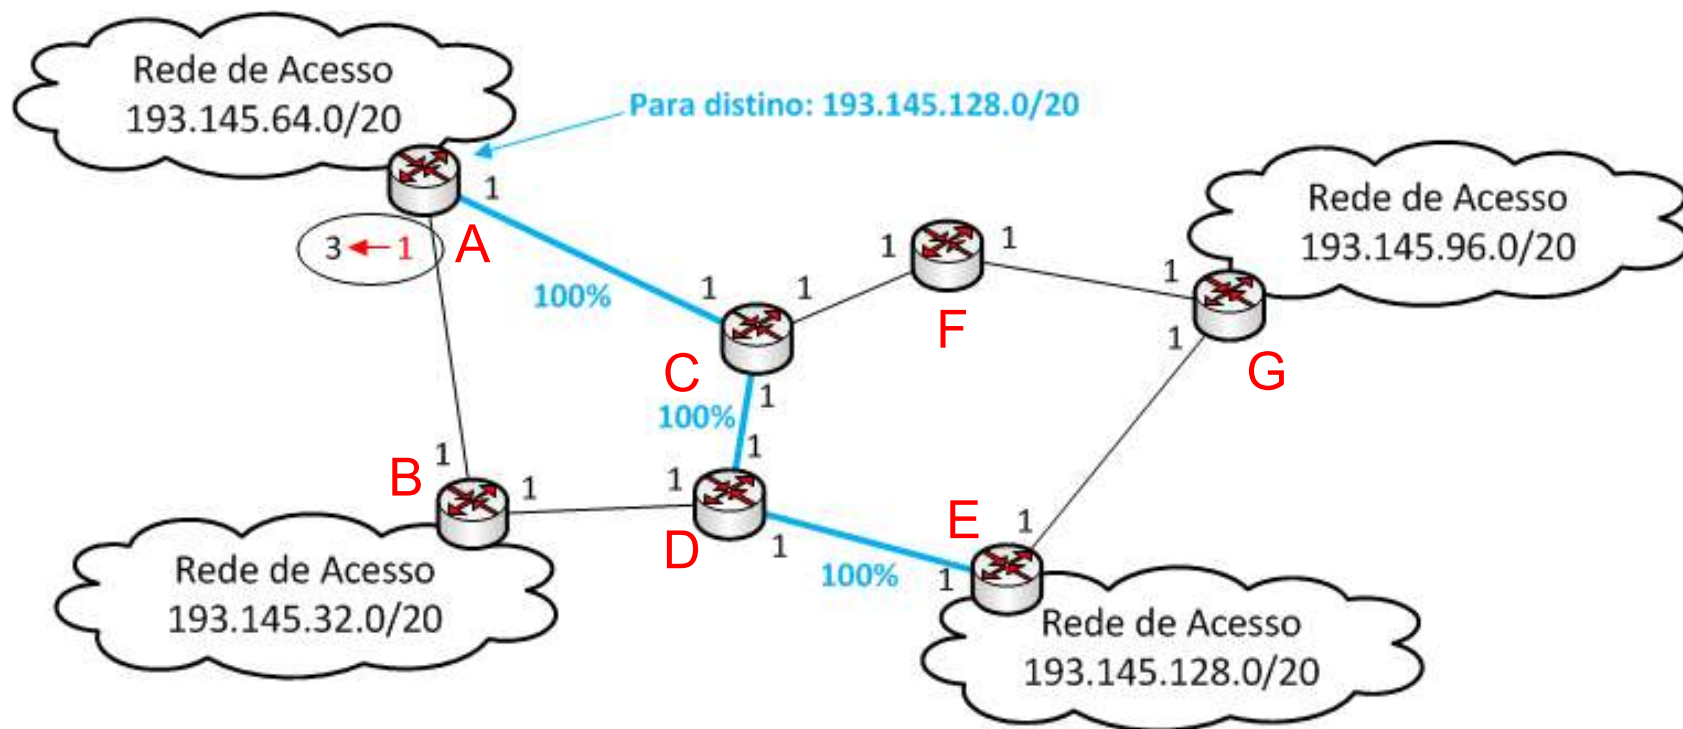 Rede de Acesso
193.145.64.0/20
Para distino: 193.145.128.0/20
1
A
3 ← 1
100%
Rede de Acesso
193.145.96.0/20
1
1
F
1
1
1
G
1
C
1
100%
1
1
B
1
1
D
1
100%
E
1
1
Rede de Acesso
193.145.32.0/20
Rede de Acesso
193.145.128.0/20